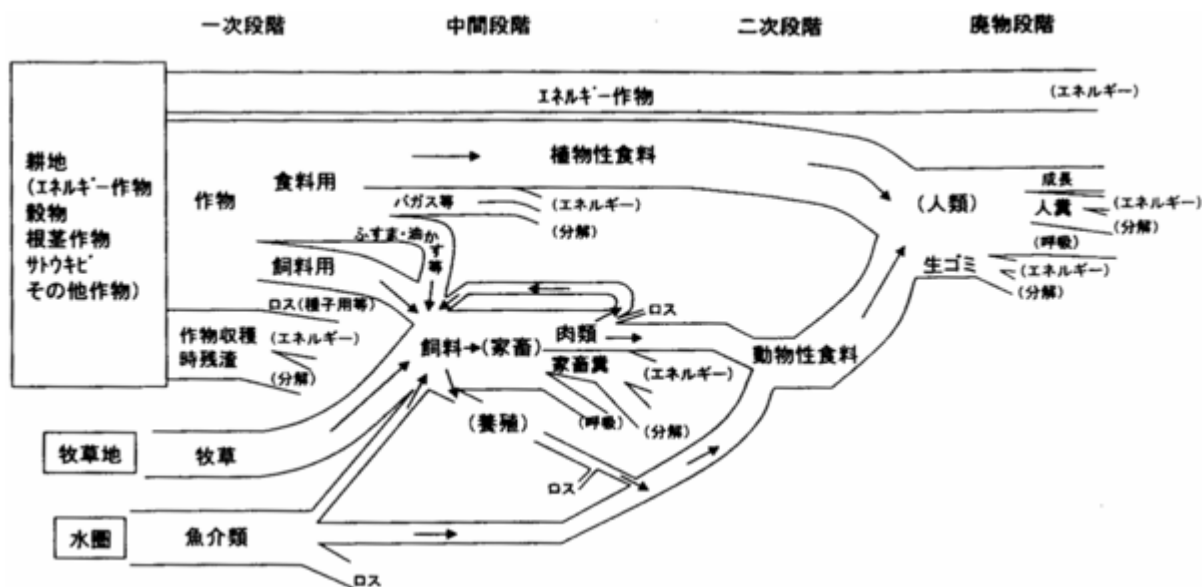 一次段階
中間段階
二次段階
廃物段階
エネルギー作物
(エネルギー)
耕地
(エネルギー作物
穀物
根茎作物
サトウキビ
その他作物)
作物
食料用
植物性食料
バガス等
(エネルギー)
(分解)
ふすま・油かす等
飼料用
ロス(種子用等)
作物収穫
時残渣
(エネルギー)
(分解)
飼料→(家畜)
肉類
ロス
家畜糞
(エネルギー)
(呼吸)
(分解)
(養殖)
ロス
動物性食料
(人類)
成長
人糞
(エネルギー)
(分解)
(呼吸)
生ゴミ
(エネルギー)
(分解)
牧草地
牧草
水圏
魚介類
ロス